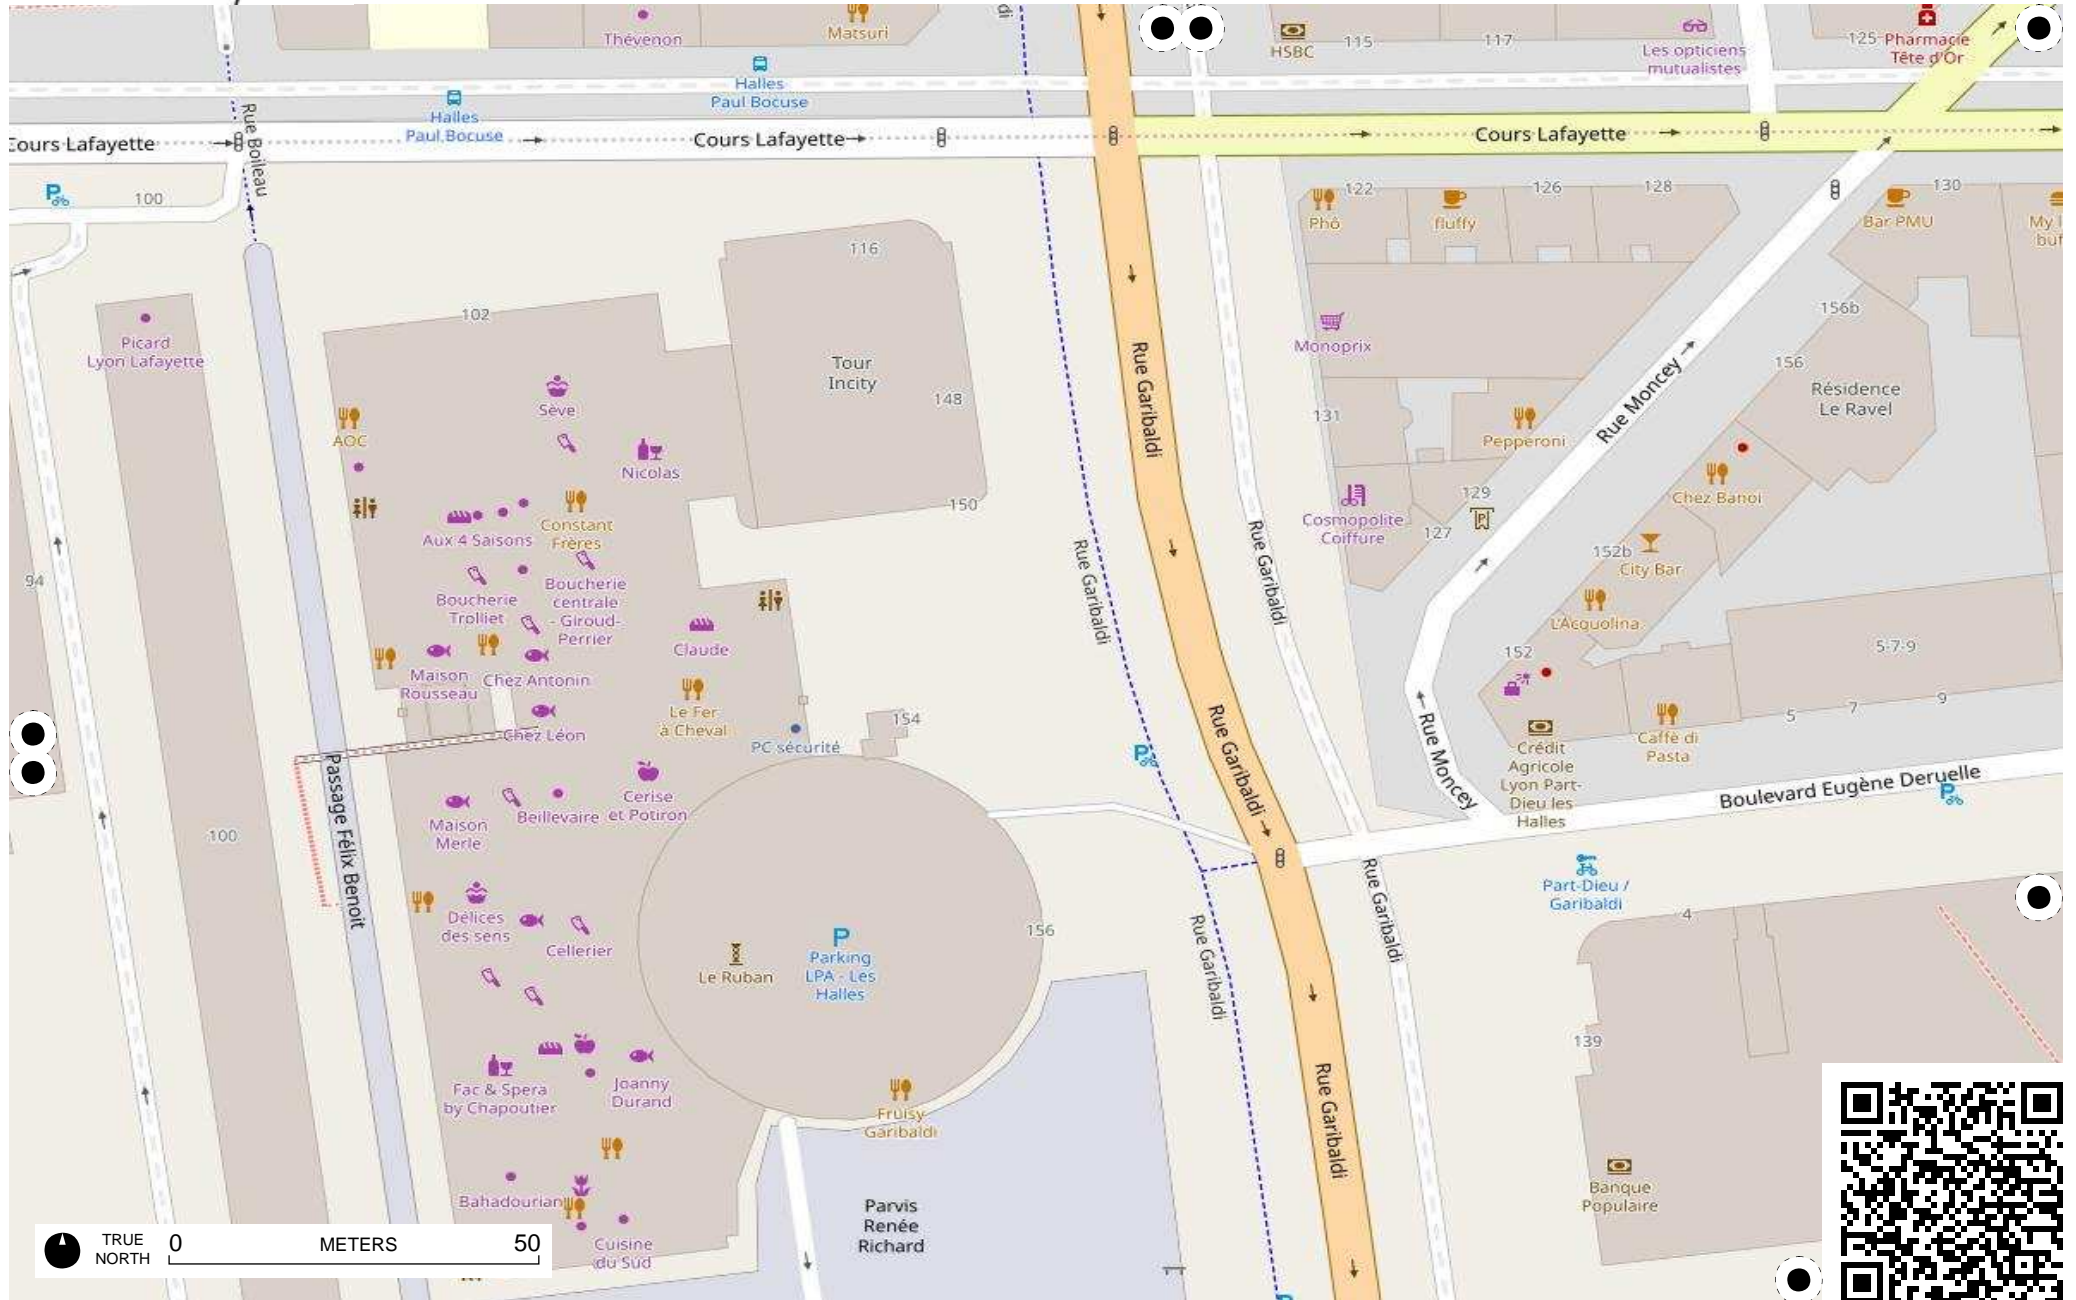 Thévenon
Matsuri
HSBC
115
117
Les opticiens
mutualistes
125
Pharmacie
Tête d'Or
Halles
Paul Bocuse
Halles
Paul Bocuse
Cours Lafayette
Cours Lafayette
Cours Lafayette
Rue Boileau
100
122
126
128
130
Phô
fluffy
Bar PMU
116
102
Picard
Lyon Lafayette
Tour
Incity
148
150
Sève
AOC
Nicolas
Aux 4 Saisons
Constant
Frères
Boucherie
Trolliet
Boucherie
centrale
- Giroud-
Perrier
Claude
Maison
Rousseau
Chez Antonin
Le Fer
à Cheval
Chez Léon
PC sécurité
154
94
Rue Garibaldi
Rue Garibaldi
Rue Garibaldi
Rue Garibaldi
Monoprix
131
Pepperoni
Cosmopolite
Coiffure
129
127
Rue Moncey
156b
156
Résidence
Le Ravel
Chez Banoi
152b
City Bar
L'Acquolina
152
5-7-9
5
7
9
Crédit
Agricole
Lyon Part-
Dieu les
Halles
Caffè di
Pasta
Rue Moncey
Boulevard Eugène Deruelle
Passage Félix Benoit
100
Maison
Merle
Beillevaire
Cerise
et Potiron
Délices
des sens
Cellerier
Le Ruban
P
Parking
LPA - Les
Halles
156
Rue Garibaldi
Rue Garibaldi
Rue Garibaldi
Part-Dieu /
Garibaldi
4
139
Fac & Spera
by Chapoutier
Joanny
Durand
Fruisy
Garibaldi
Bahadourian
Cuisine
du Sud
Parvis
Renée
Richard
Banque
Populaire
TRUE
NORTH
0
METERS
50